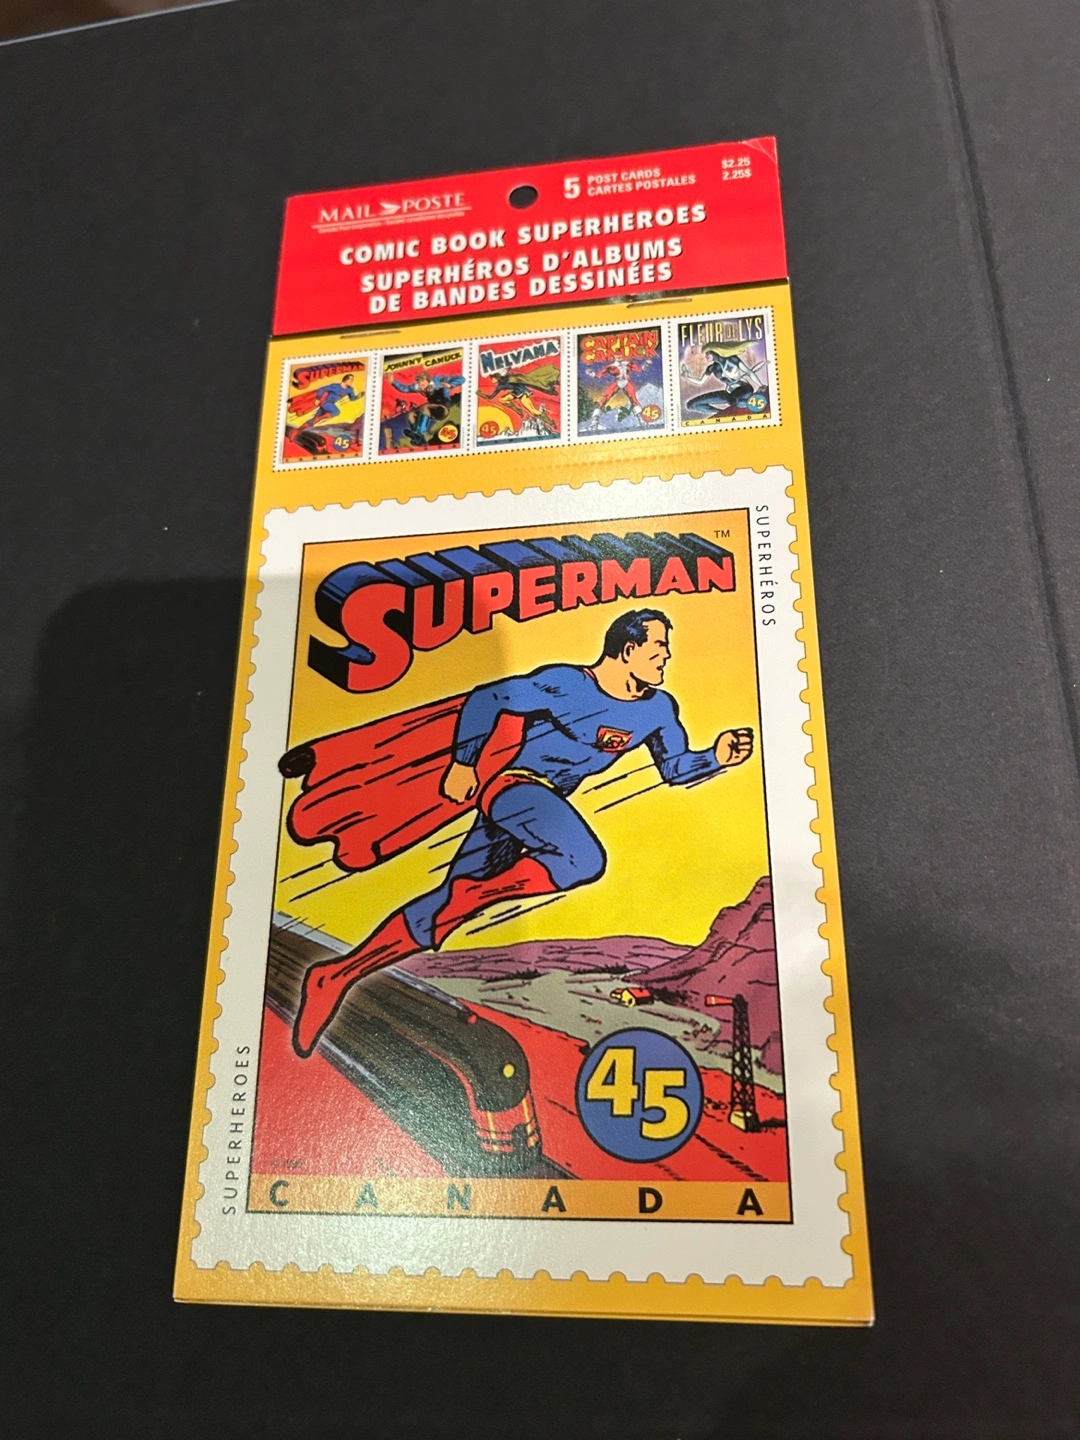 MAIL POSTE
5 POST CARDS
CARTES POSTALES
$2.25
2.25$
COMIC BOOK SUPERHEROES
SUPERHÉROS D'ALBUMS
DE BANDES DESSINÉES
SUPERMAN
45
JOHNNY CANUCK
45
NELVANA
45
CAPTAIN
CANUCK
45
FLEUR DE LYS
45
CANADA
SUPERHÉROS
SUPERMAN
TM
45
CANADA
SUPERHEROES